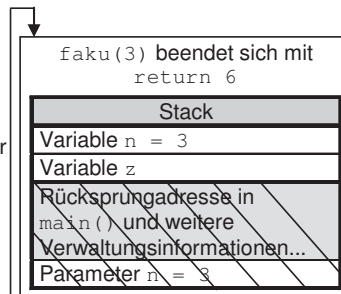 faku(3) beendet sich mit
return 6
Stack
Variable n = 3
Variable z
r
Rücksprungadresse in
main() und weitere
Verwaltungsinformationen...
Parameter n = 3